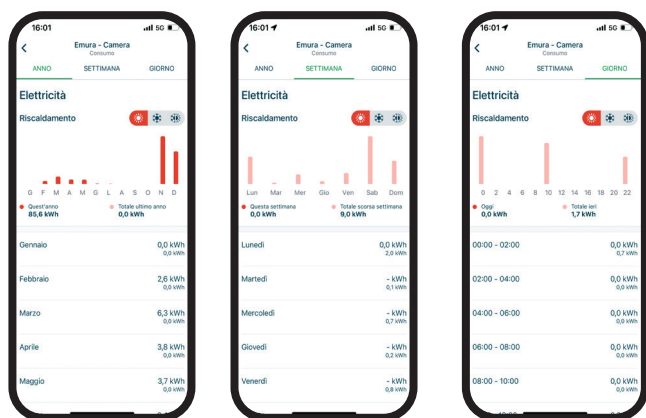 16:01
5G
Emura - Camera
Consumo
ANNO SETTIMANA GIORNO
Elettricità
Riscaldamento
G F M A M G L A S O N D
Quest'anno
85,6 kWh
Totale ultimo anno
0,0 kWh
Gennaio 0,0 kWh
0,0 kWh
Febbraio 2,6 kWh
0,0 kWh
Marzo 6,3 kWh
0,0 kWh
Aprile 3,8 kWh
0,0 kWh
Maggio 3,7 kWh
0,0 kWh
16:01
5G
Emura - Camera
Consumo
ANNO SETTIMANA GIORNO
Elettricità
Riscaldamento
Lun Mar Mer Gio Ven Sab Dom
Questa settimana
0,0 kWh
Totale scorsa settimana
9,0 kWh
Lunedì 0,0 kWh
2,0 kWh
Martedì - kWh
0,1 kWh
Mercoledì - kWh
0,7 kWh
Giovedì - kWh
0,2 kWh
Venerdì - kWh
0,8 kWh
16:01
5G
Emura - Camera
Consumo
ANNO SETTIMANA GIORNO
Elettricità
Riscaldamento
0 2 4 6 8 10 14 16 18 20 22
Oggi
0,0 kWh
Totale ieri
1,7 kWh
00:00 - 02:00 0,0 kWh
0,7 kWh
02:00 - 04:00 0,0 kWh
0,0 kWh
04:00 - 06:00 0,0 kWh
0,0 kWh
06:00 - 08:00 0,0 kWh
0,0 kWh
08:00 - 10:00 0,0 kWh
0,0 kWh